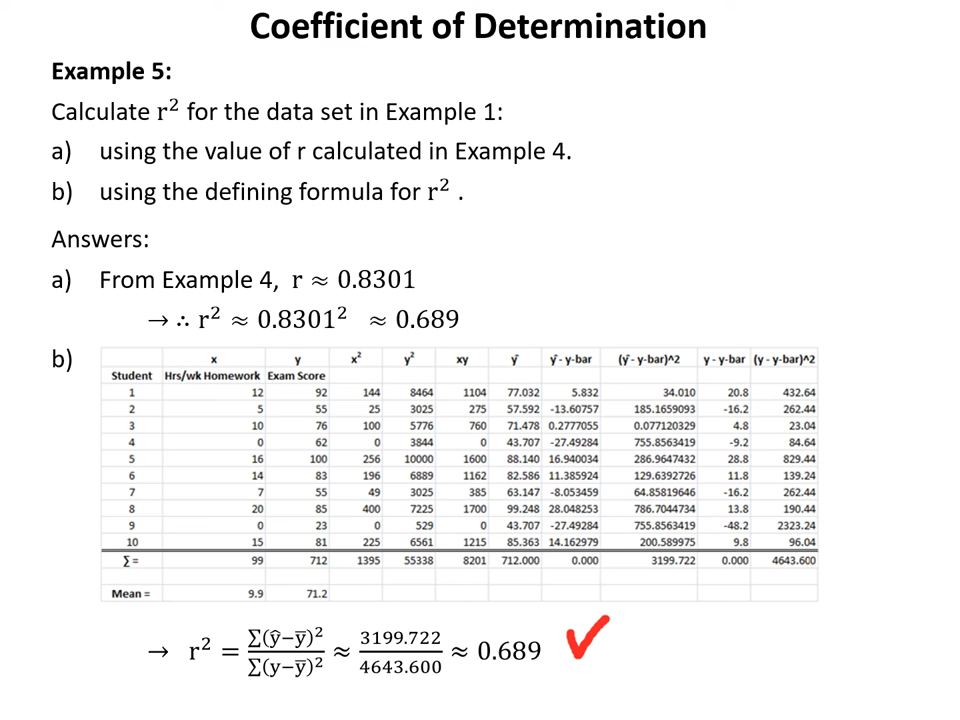 Coefficient of Determination
Example 5:
Calculate r² for the data set in Example 1:
a) using the value of r calculated in Example 4.
b) using the defining formula for r² .
Answers:
a) From Example 4, r ≈ 0.8301
→ ∴ r² ≈ 0.8301² ≈ 0.689
b)
x y x² y² xy ŷ ŷ - y-bar (ŷ - y-bar)^2 y - y-bar (y - y-bar)^2
Student Hrs/wk Homework Exam Score
1 12 92 144 8464 1104 77.032 5.832 34.010 20.8 432.64
2 5 55 25 3025 275 57.592 -13.60757 185.1659093 -16.2 262.44
3 10 76 100 5776 760 71.478 0.2777055 0.077120329 4.8 23.04
4 0 62 0 3844 0 43.707 -27.49284 755.8563419 -9.2 84.64
5 16 100 256 10000 1600 88.140 16.940034 286.9647432 28.8 829.44
6 14 83 196 6889 1162 82.586 11.385924 129.6392726 11.8 139.24
7 7 55 49 3025 385 63.147 -8.053459 64.85819646 -16.2 262.44
8 20 85 400 7225 1700 99.248 28.048253 786.7044734 13.8 190.44
9 0 23 0 529 0 43.707 -27.49284 755.8563419 -48.2 2323.24
10 15 81 225 6561 1215 85.363 14.162979 200.589975 9.8 96.04
∑ = 99 712 1395 55338 8201 712.000 0.000 3199.722 0.000 4643.600
Mean = 9.9 71.2
→ r² = ∑(ŷ−ȳ)² / ∑(y−ȳ)² ≈ 3199.722 / 4643.600 ≈ 0.689